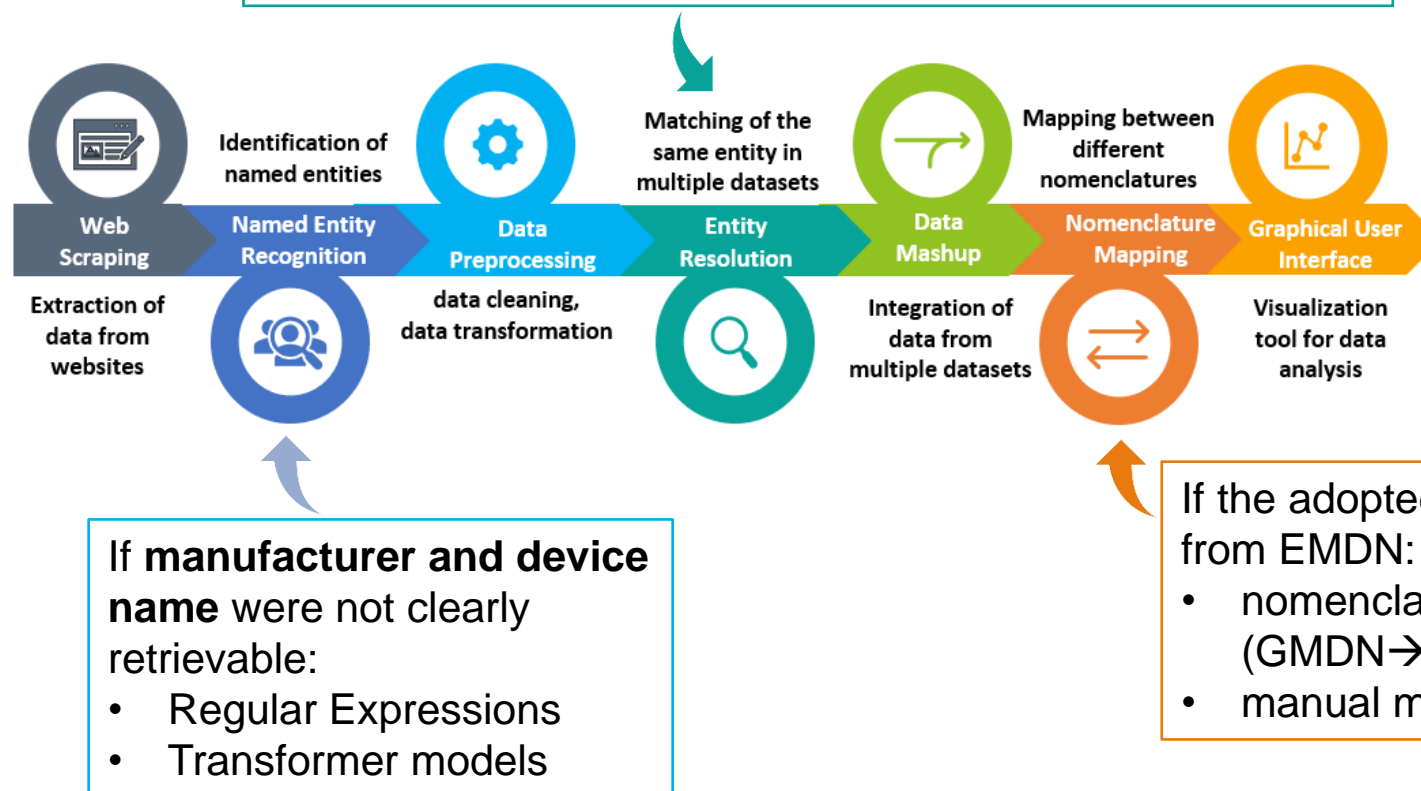 Identification of
named entities
Matching of the
same entity in
multiple datasets
Mapping between
different
nomenclatures
Web
Scraping
Named Entity
Recognition
Data
Preprocessing
Entity
Resolution
Data
Mashup
Nomenclature
Mapping
Graphical User
Interface
Extraction of
data from
websites
data cleaning,
data transformation
Integration of
data from
multiple datasets
Visualization
tool for data
analysis
If manufacturer and device
name were not clearly
retrievable:
• Regular Expressions
• Transformer models
If the adopted
from EMDN:
• nomencla
(GMDN→
• manual m